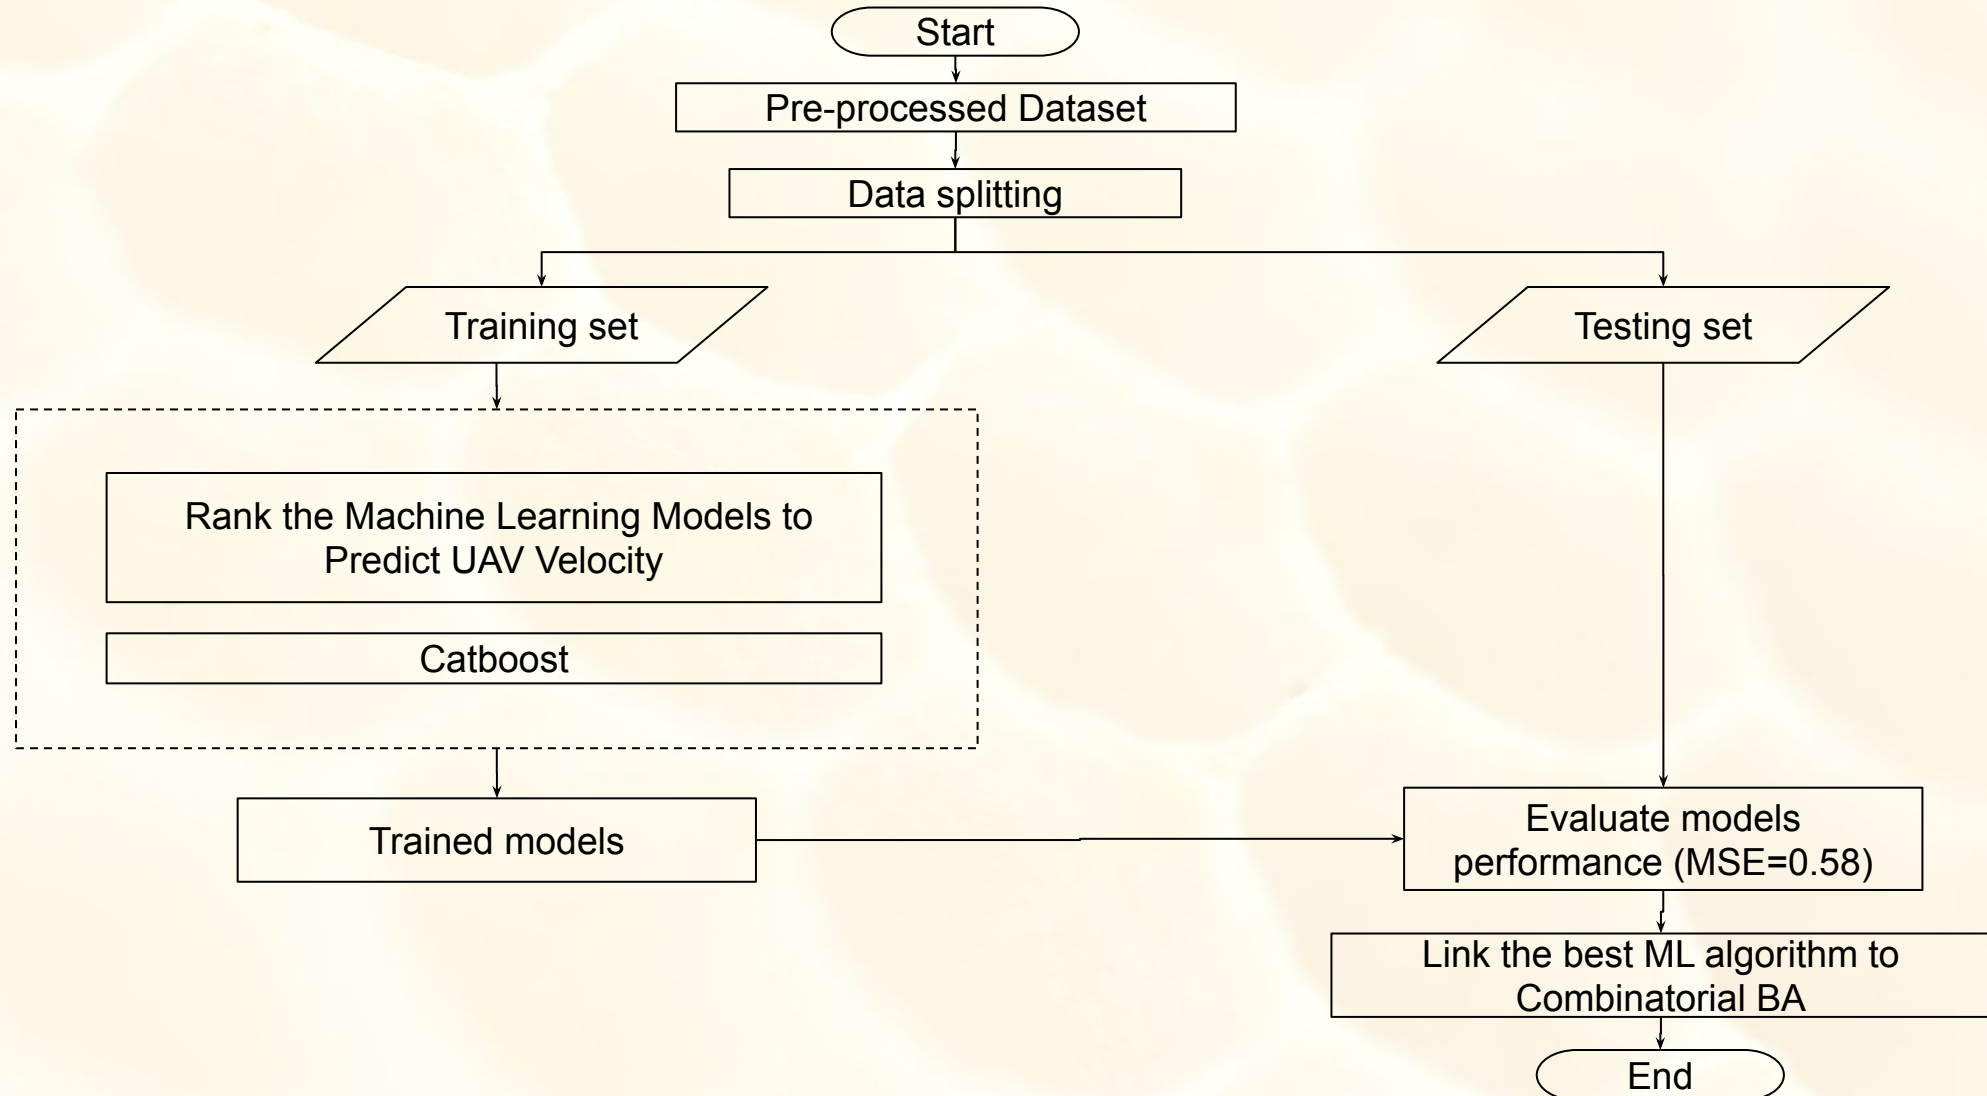 Start
Pre-processed Dataset
Data splitting
Training set
Testing set
Rank the Machine Learning Models to
Predict UAV Velocity
Catboost
Trained models
Evaluate models
performance (MSE=0.58)
Link the best ML algorithm to
Combinatorial BA
End